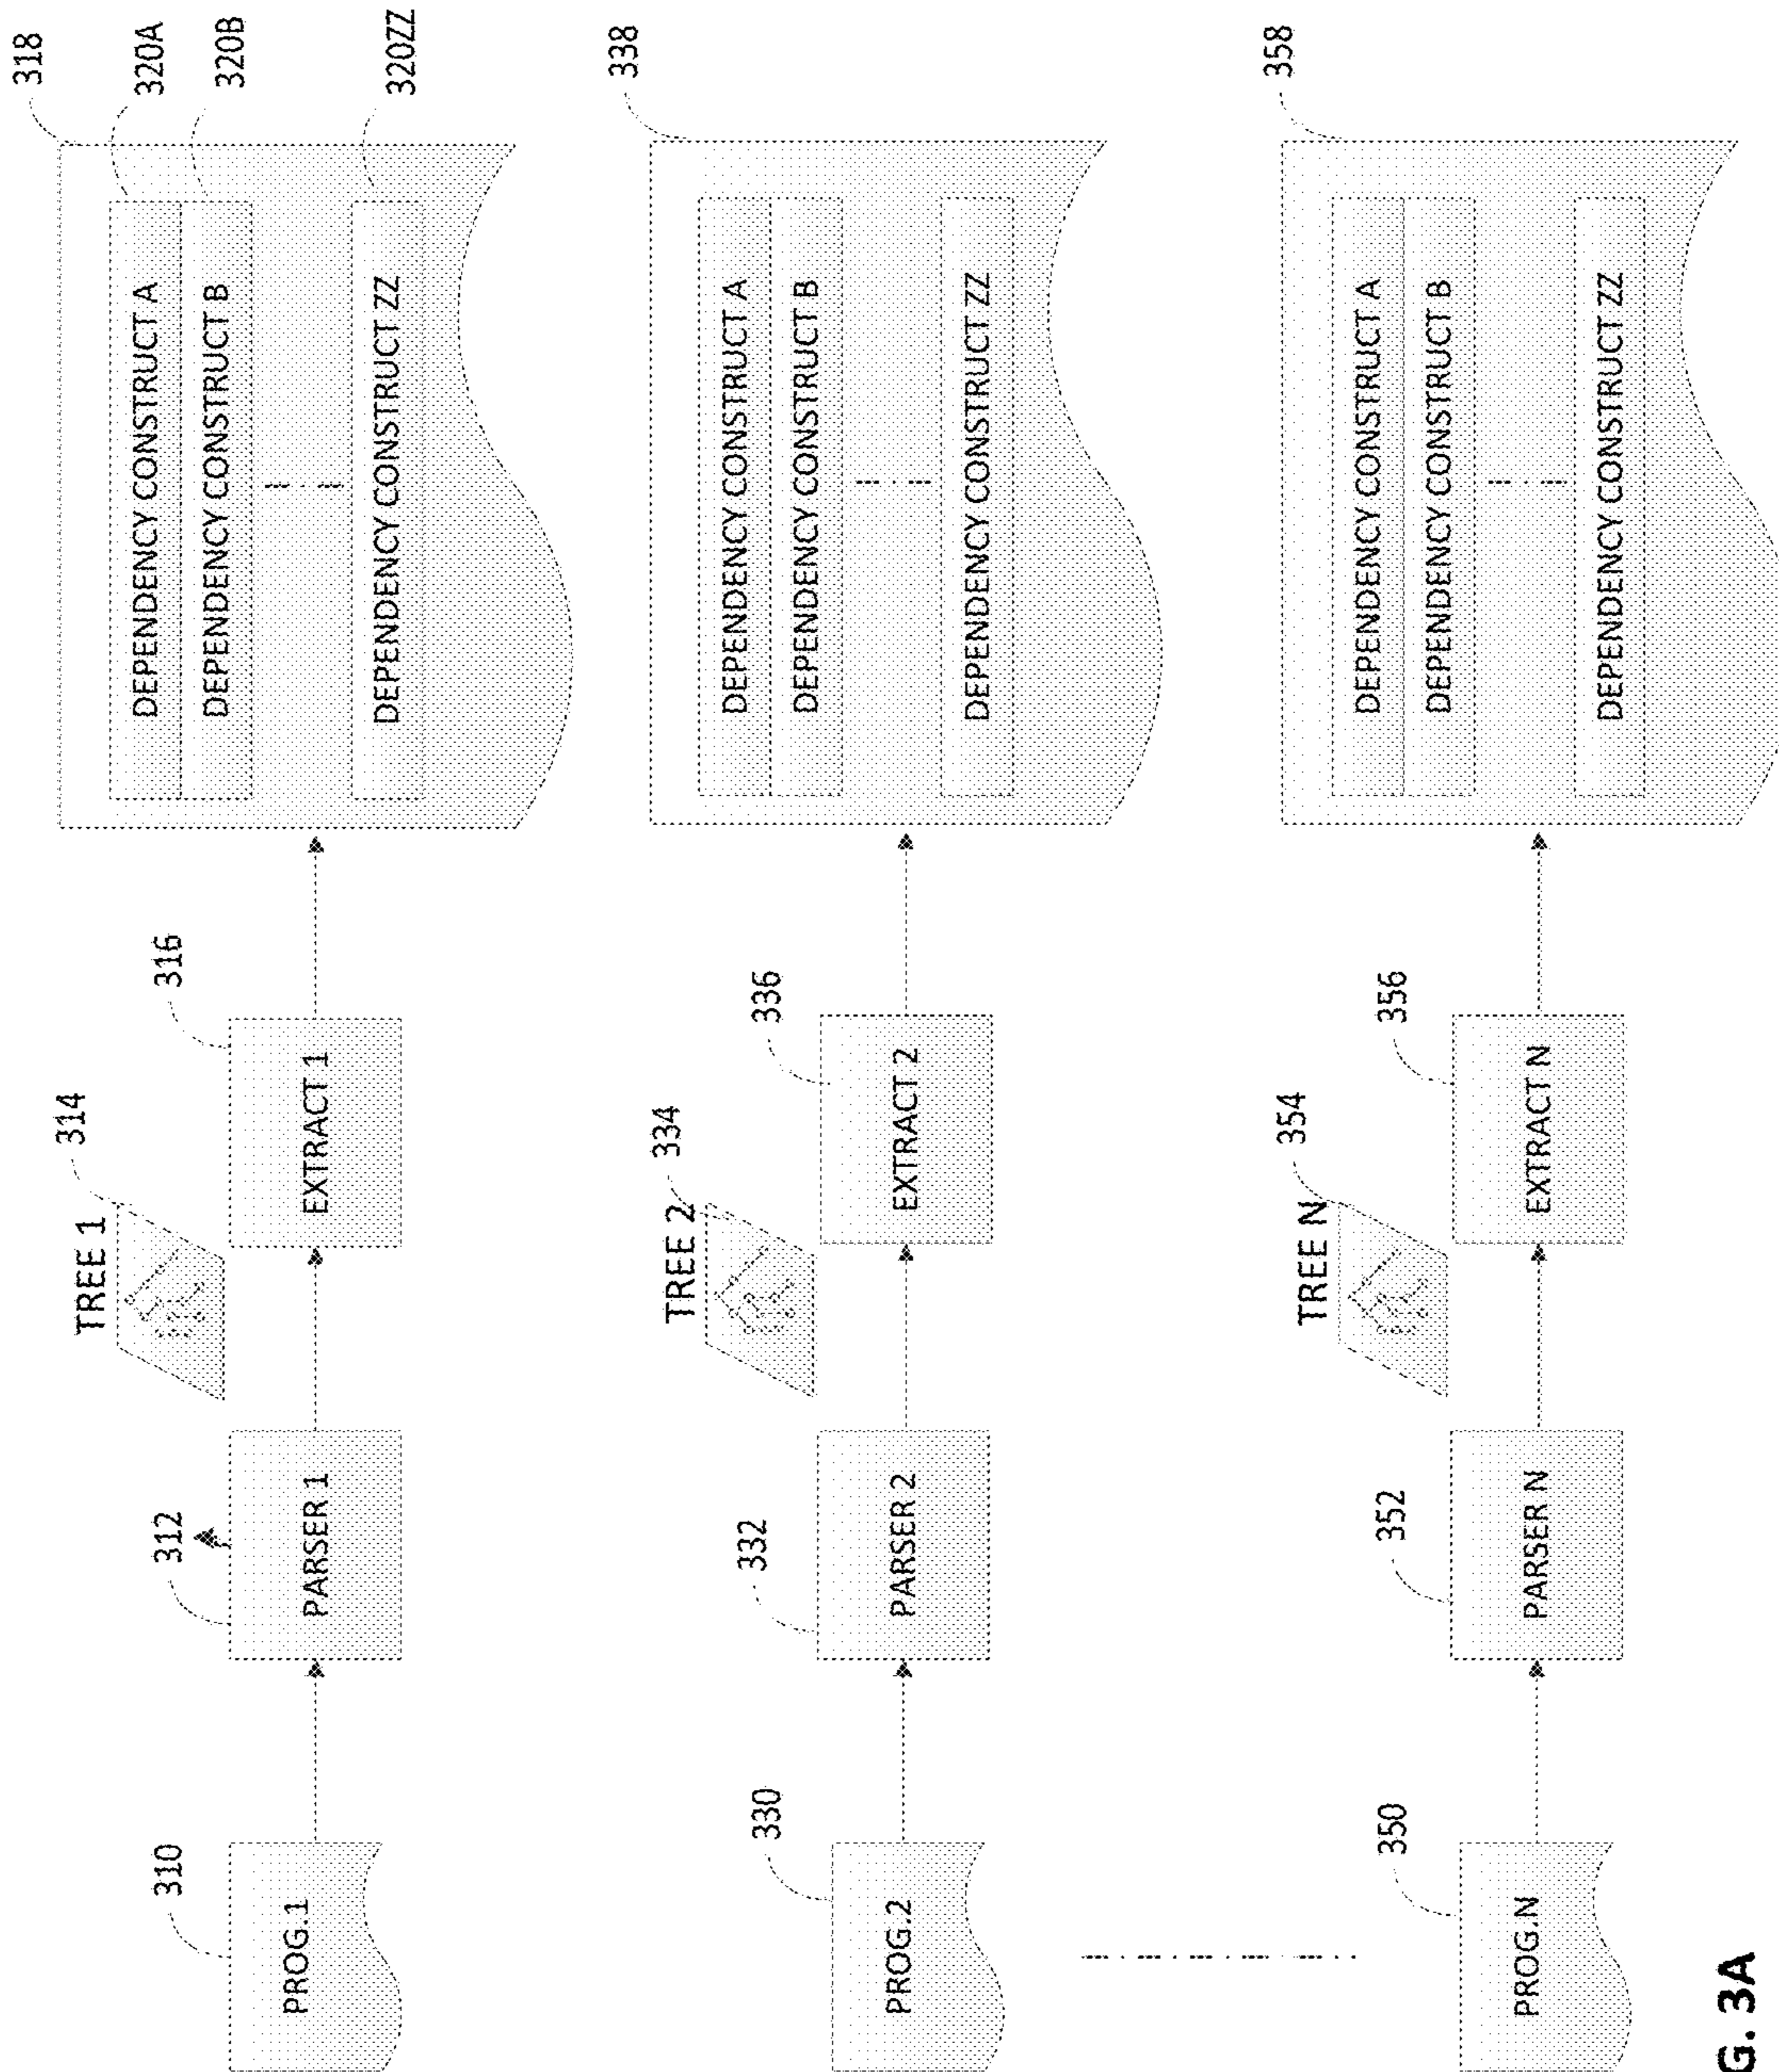 310
PROG.1
312
PARSER 1
TREE 1
314
316
EXTRACT 1
318
DEPENDENCY CONSTRUCT A
320A
DEPENDENCY CONSTRUCT B
320B
DEPENDENCY CONSTRUCT ZZ
320ZZ
330
PROG.2
332
PARSER 2
TREE 2
334
336
EXTRACT 2
338
DEPENDENCY CONSTRUCT A
DEPENDENCY CONSTRUCT B
DEPENDENCY CONSTRUCT ZZ
350
PROG.N
352
PARSER N
TREE N
354
356
EXTRACT N
358
DEPENDENCY CONSTRUCT A
DEPENDENCY CONSTRUCT B
DEPENDENCY CONSTRUCT ZZ
G. 3A